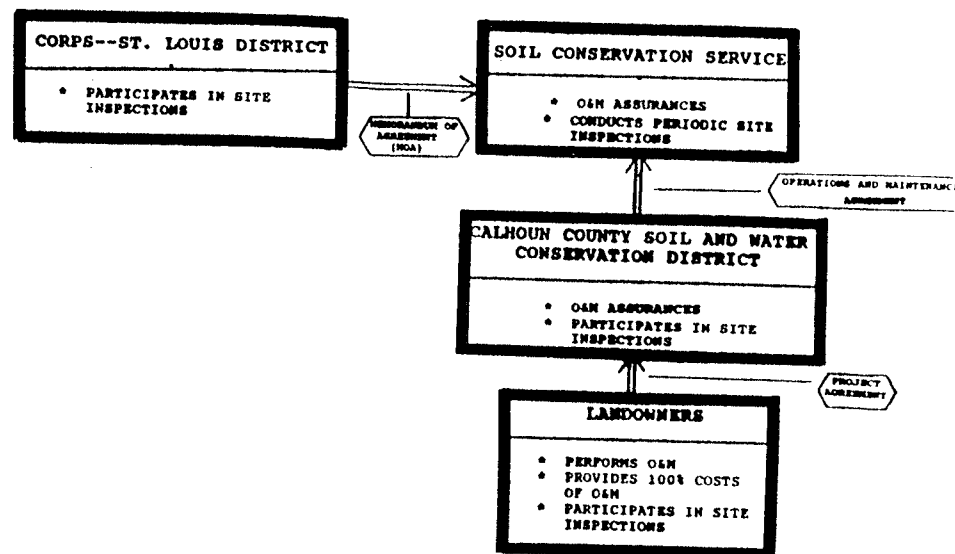 CORPS--ST. LOUIS DISTRICT
* PARTICIPATES IN SITE
INSPECTIONS
MEMORANDUM OF
AGREEMENT
(MOA)
SOIL CONSERVATION SERVICE
* O&M ASSURANCES
* CONDUCTS PERIODIC SITE
INSPECTIONS
OPERATIONS AND MAINTENANC
AGREEMENT
CALHOUN COUNTY SOIL AND WATER
CONSERVATION DISTRICT
* O&M ASSURANCES
* PARTICIPATES IN SITE
INSPECTIONS
PROJECT
AGREEMENT
LANDOWNERS
* PERFORMS O&M
* PROVIDES 100% COSTS
OF O&M
* PARTICIPATES IN SITE
INSPECTIONS